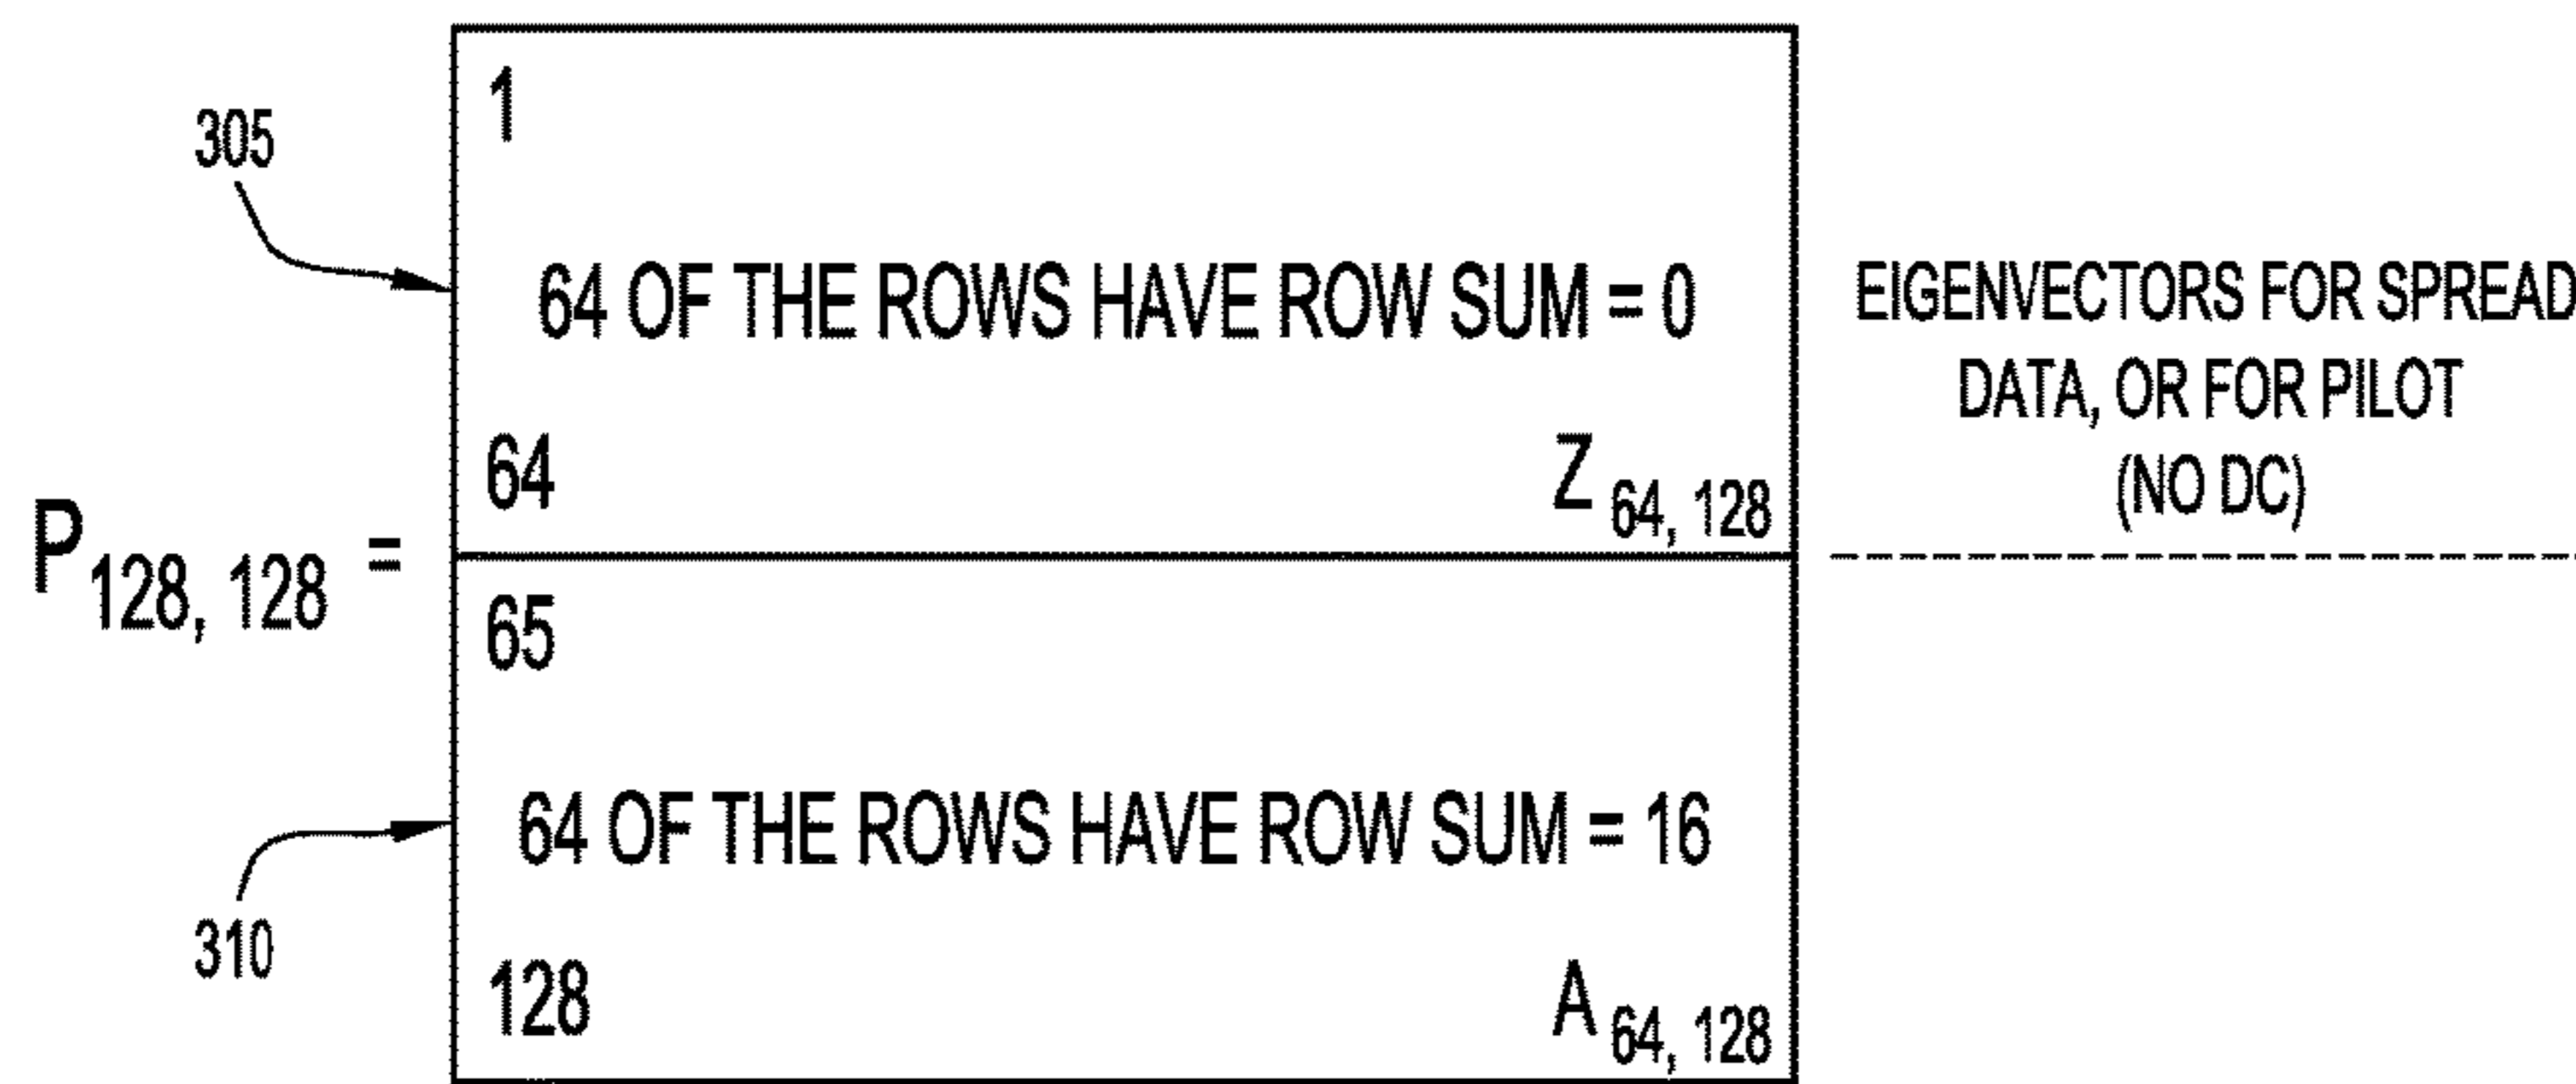 305
1
64 OF THE ROWS HAVE ROW SUM = 0
64
Z 64, 128
EIGENVECTORS FOR SPREAD
DATA, OR FOR PILOT
(NO DC)
P128, 128 =
65
64 OF THE ROWS HAVE ROW SUM = 16
310
128
A 64, 128